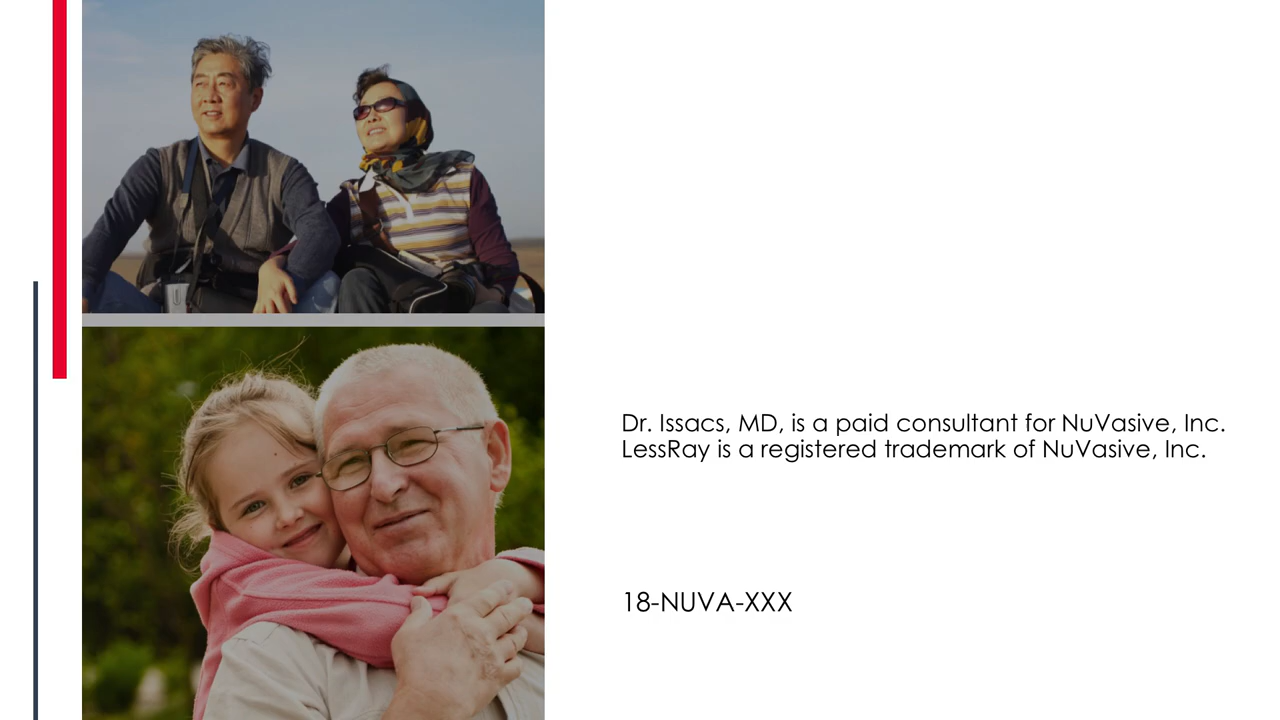 Dr. Issacs, MD, is a paid consultant for NuVasive, Inc.
LessRay is a registered trademark of NuVasive, Inc.
18-NUVA-XXX